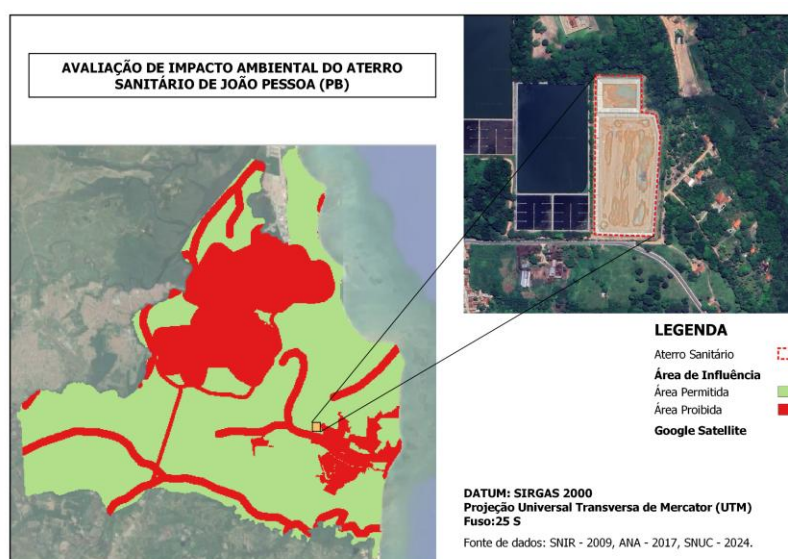 AVALIAÇÃO DE IMPACTO AMBIENTAL DO ATERRO
SANITÁRIO DE JOÃO PESSOA (PB)
LEGENDA
Aterro Sanitário
Área de Influência
Área Permitida
Área Proibida
Google Satellite
DATUM: SIRGAS 2000
Projeção Universal Transversa de Mercator (UTM)
Fuso:25 S
Fonte de dados: SNIR - 2009, ANA - 2017, SNUC - 2024.